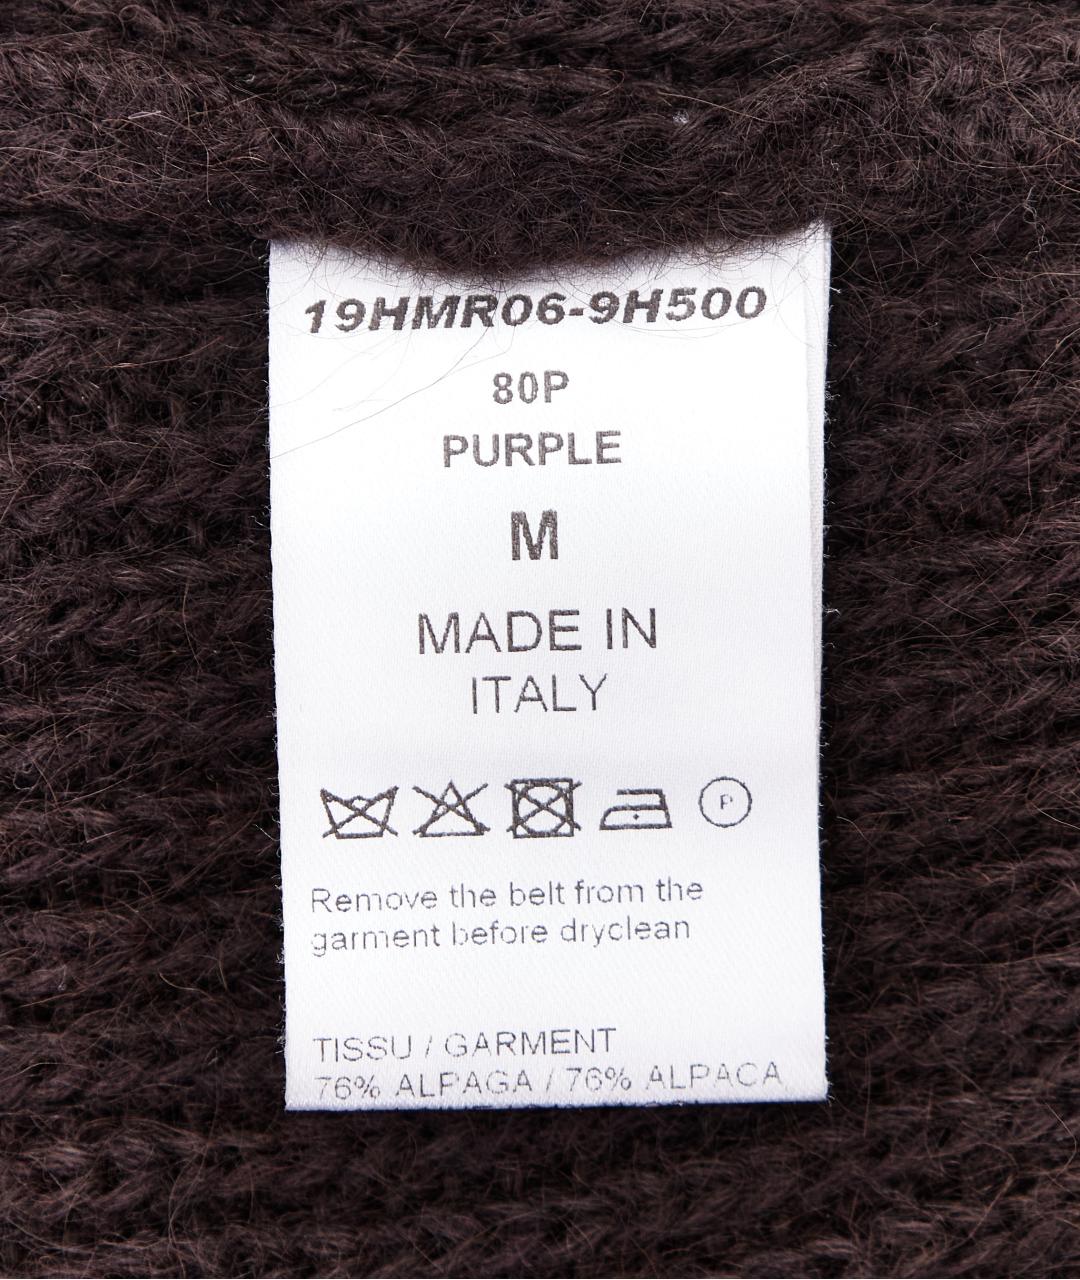 19HMR06-9H500
80P
PURPLE
M
MADE IN
ITALY
P
Remove the belt from the
garment before dryclean
TISSU / GARMENT
76% ALPAGA / 76% ALPACA